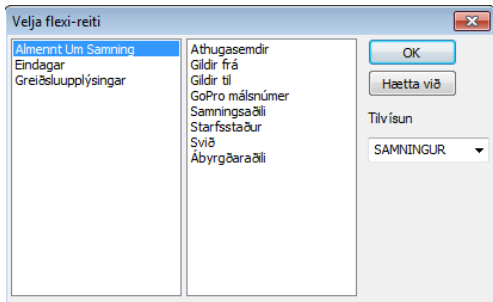 Velja flexi-reiti
Almennt Um Samning
Eindagar
Greiðsluupplýsingar
Athugasemdir
Gildir frá
Gildir til
GoPro málsnúmer
Samningsaðili
Starfsstaður
Svið
Ábyrgðaraðili
OK
Hætta við
Tilvísun
SAMNINGUR